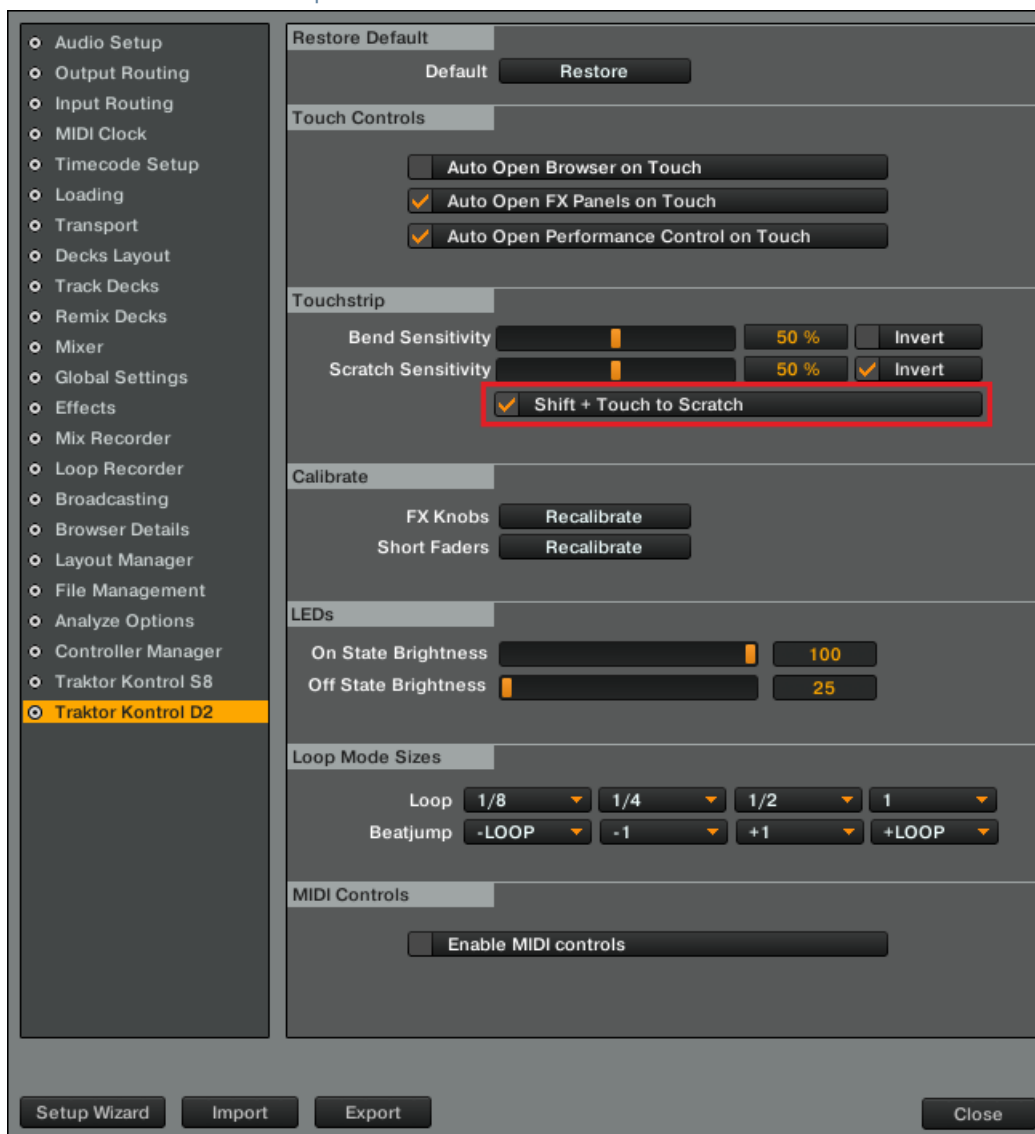 Audio Setup
Output Routing
Input Routing
MIDI Clock
Timecode Setup
Loading
Transport
Decks Layout
Track Decks
Remix Decks
Mixer
Global Settings
Effects
Mix Recorder
Loop Recorder
Broadcasting
Browser Details
Layout Manager
File Management
Analyze Options
Controller Manager
Traktor Kontrol S8
Traktor Kontrol D2
Restore Default
Default Restore
Touch Controls
Auto Open Browser on Touch
Auto Open FX Panels on Touch
Auto Open Performance Control on Touch
Touchstrip
Bend Sensitivity 50 % Invert
Scratch Sensitivity 50 % Invert
Shift + Touch to Scratch
Calibrate
FX Knobs Recalibrate
Short Faders Recalibrate
LEDs
On State Brightness 100
Off State Brightness 25
Loop Mode Sizes
Loop 1/8 1/4 1/2 1
Beatjump -LOOP -1 +1 +LOOP
MIDI Controls
Enable MIDI controls
Setup Wizard Import Export Close